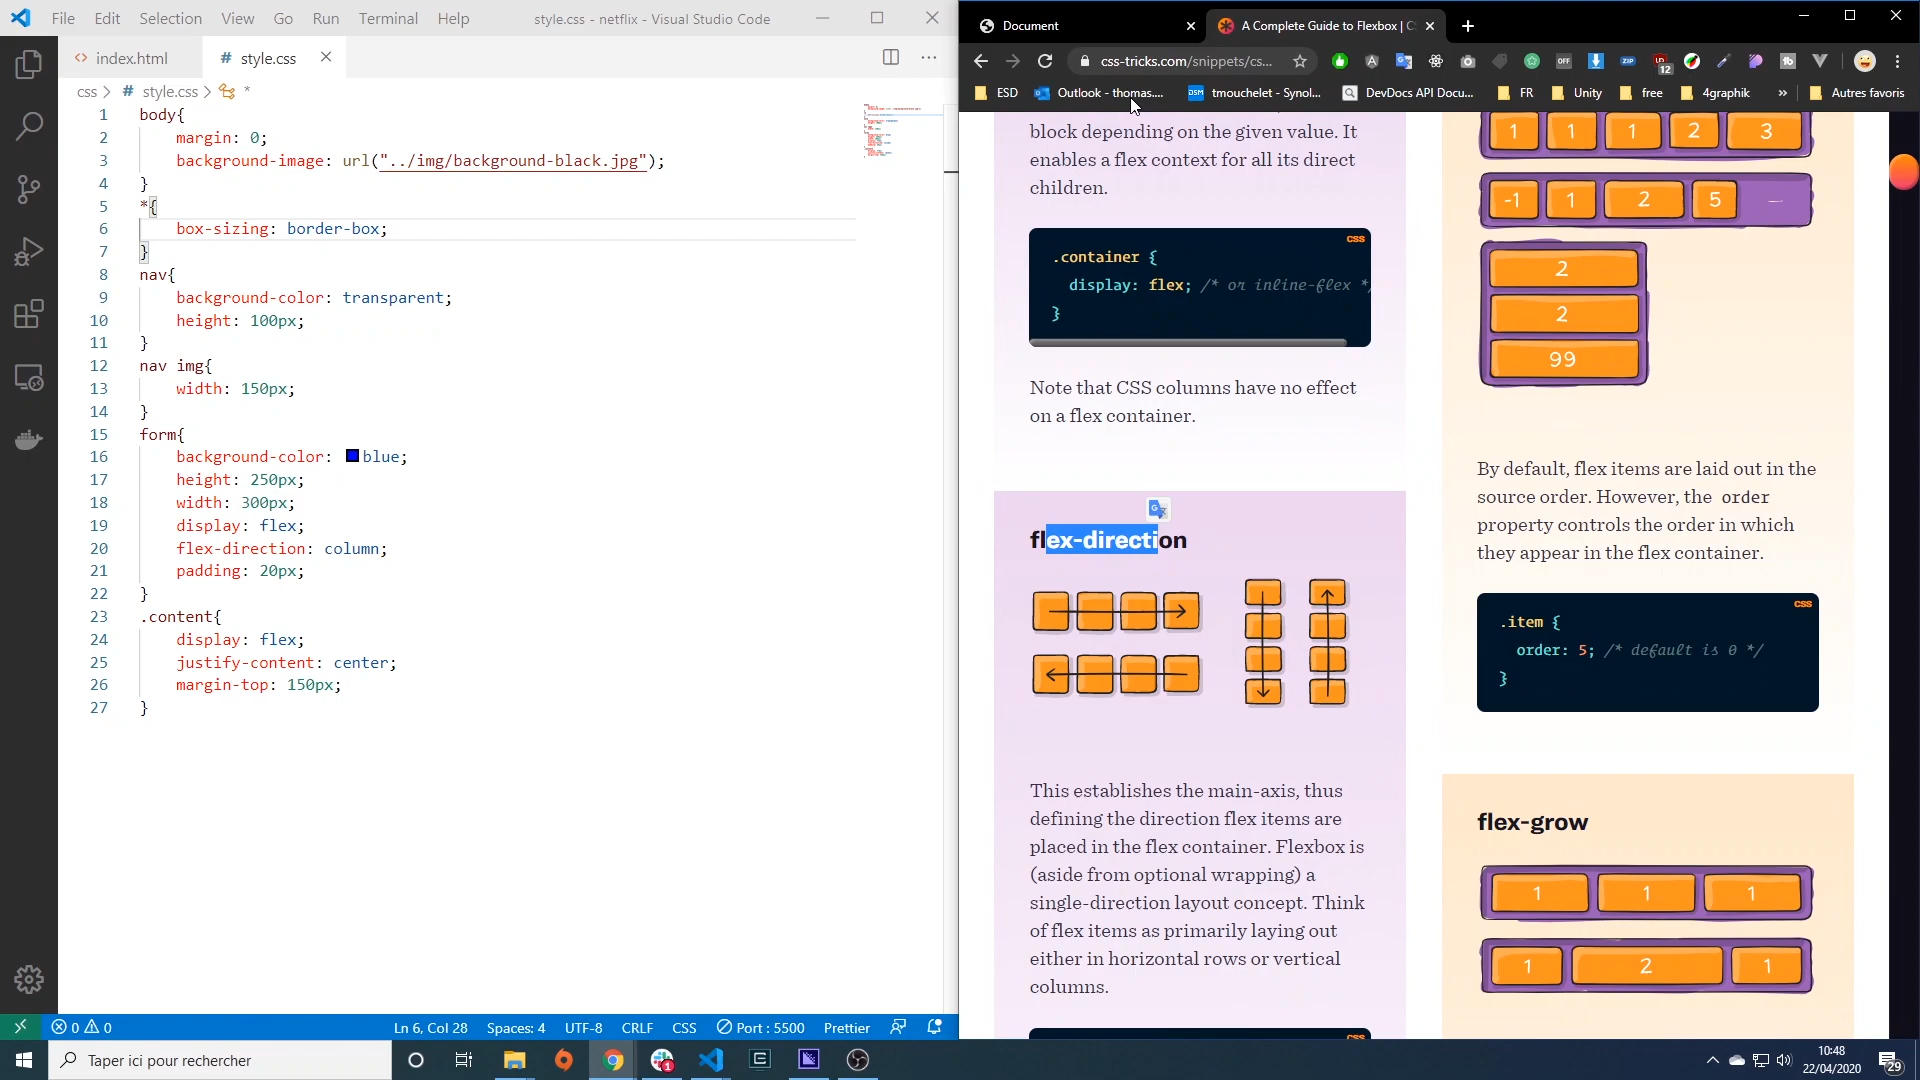 File Edit Selection View Go Run Terminal Help
style.css - netflix - Visual Studio Code
index.html
# style.css
css > # style.css > *
1 body{
2 margin: 0;
3 background-image: url("../img/background-black.jpg");
4 }
5 *{
6 box-sizing: border-box;
7 }
8 nav{
9 background-color: transparent;
10 height: 100px;
11 }
12 nav img{
13 width: 150px;
14 }
15 form{
16 background-color: blue;
17 height: 250px;
18 width: 300px;
19 display: flex;
20 flex-direction: column;
21 padding: 20px;
22 }
23 .content{
24 display: flex;
25 justify-content: center;
26 margin-top: 150px;
27 }
0 0
Ln 6, Col 28 Spaces: 4 UTF-8 CRLF CSS Port : 5500 Prettier
Document
A Complete Guide to Flexbox | C
css-tricks.com/snippets/cs...
OFF
ZIP
12
ESD
Outlook - thomas....
DSM tmouchelet - Synol...
DevDocs API Docu...
FR
Unity
free
4graphik
»
Autres favoris
block depending on the given value. It
enables a flex context for all its direct
children.
CSS
.container {
display: flex; /* or inline-flex *
}
Note that CSS columns have no effect
on a flex container.
flex-direction
This establishes the main-axis, thus
defining the direction flex items are
placed in the flex container. Flexbox is
(aside from optional wrapping) a
single-direction layout concept. Think
of flex items as primarily laying out
either in horizontal rows or vertical
columns.
CSS
1 1 1 2 3
-1 1 2 5
2
2
99
By default, flex items are laid out in the
source order. However, the order
property controls the order in which
they appear in the flex container.
CSS
.item {
order: 5; /* default is 0 */
}
flex-grow
1 1 1
1 2 1
Taper ici pour rechercher
1
10:48
22/04/2020
29